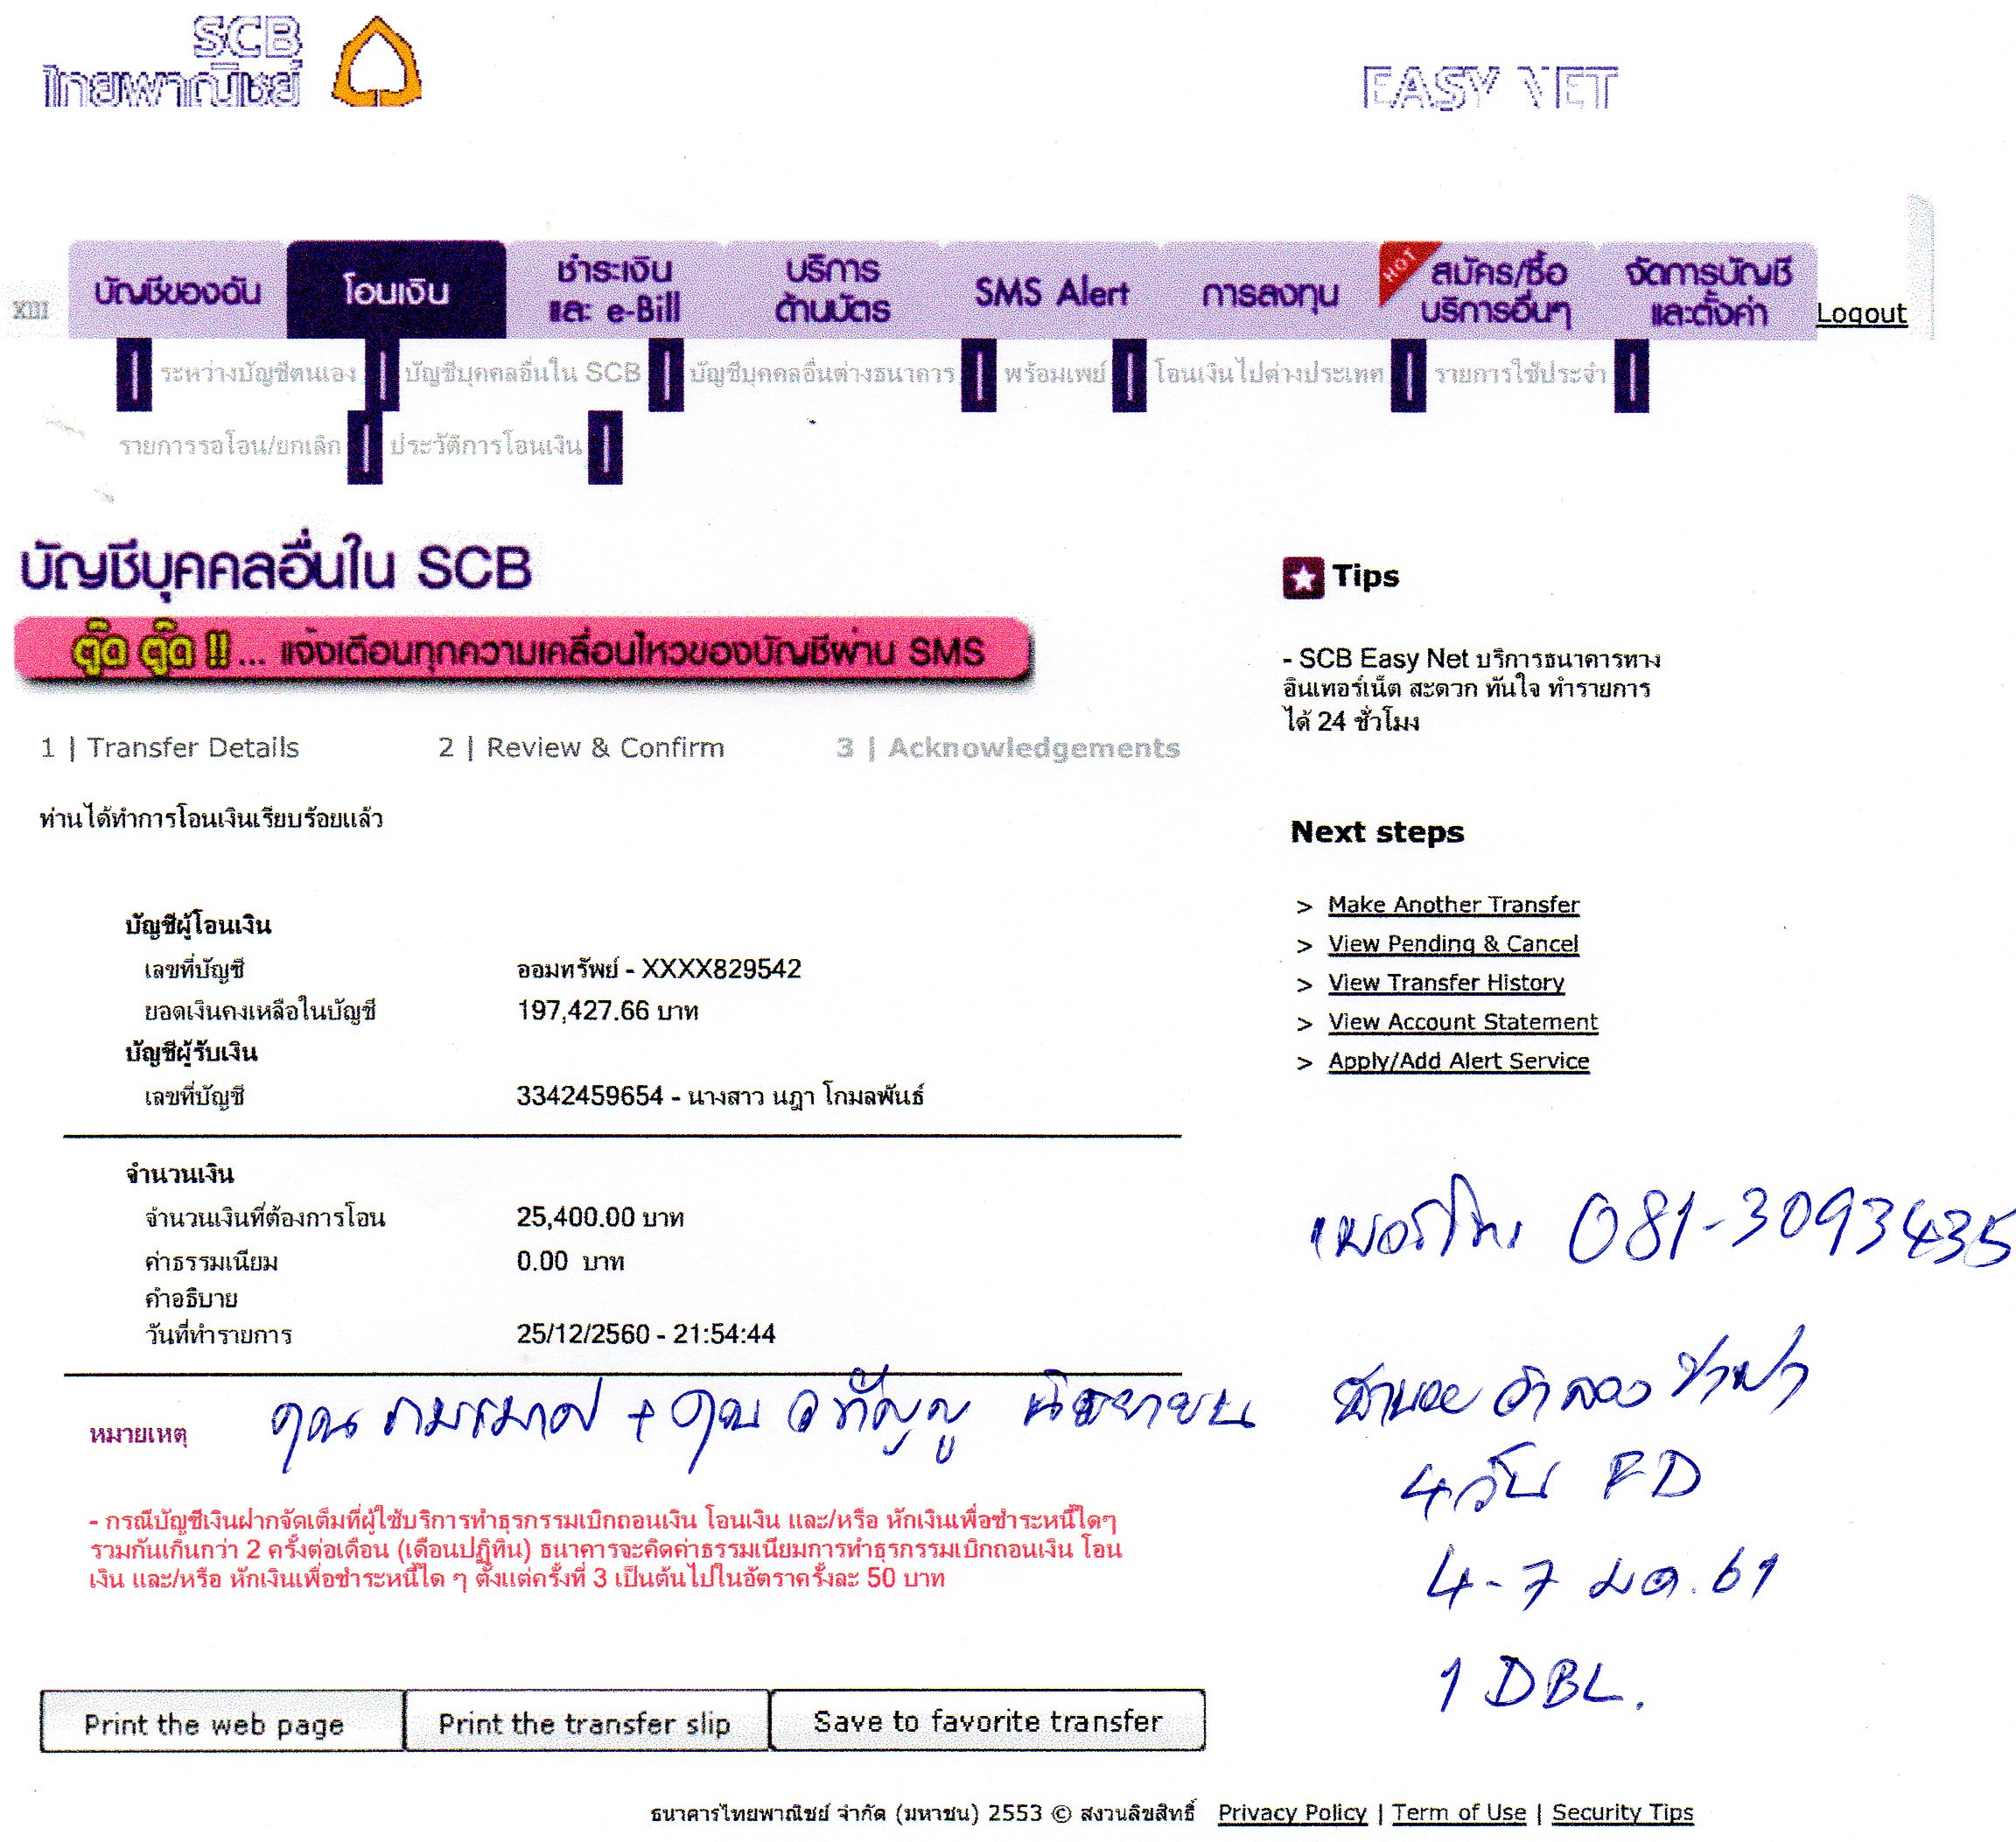 SCB
ไทยพาณิชย์
EASY NET
XIII
บัญชีของฉัน
โอนเงิน
ชำระเงิน
และ e-Bill
บริการ
ด้านบัตร
SMS Alert
การลงทุน
HOT
สมัคร/ซื้อ
บริการอื่นๆ
จัดการบัญชี
และตั้งค่า
Logout
ระหว่างบัญชีตนเอง | บัญชีบุคคลอื่นใน SCB | บัญชีบุคคลอื่นต่างธนาคาร | พร้อมเพย์ | โอนเงินไปต่างประเทศ | รายการใช้ประจำ |
รายการรอโอน/ยกเลิก | ประวัติการโอนเงิน |
บัญชีบุคคลอื่นใน SCB
ตุ๊ด ตุ๊ด !! ... แจ้งเตือนทุกความเคลื่อนไหวของบัญชีผ่าน SMS
1 | Transfer Details 2 | Review & Confirm 3 | Acknowledgements
ท่านได้ทำการโอนเงินเรียบร้อยแล้ว
บัญชีผู้โอนเงิน
เลขที่บัญชี ออมทรัพย์ - XXXX829542
ยอดเงินคงเหลือในบัญชี 197,427.66 บาท
บัญชีผู้รับเงิน
เลขที่บัญชี 3342459654 - นางสาว นฎา โกมลพันธ์
จำนวนเงิน
จำนวนเงินที่ต้องการโอน 25,400.00 บาท
ค่าธรรมเนียม 0.00 บาท
คำอธิบาย
วันที่ทำรายการ 25/12/2560 - 21:54:44
หมายเหตุ คุณ + คุณ
- กรณีบัญชีเงินฝากจัดเต็มที่ผู้ใช้บริการทำธุรกรรมเบิกถอนเงิน โอนเงิน และ/หรือ หักเงินเพื่อชำระหนี้ใดๆ
รวมกันเกินกว่า 2 ครั้งต่อเดือน (เดือนปฏิทิน) ธนาคารจะคิดค่าธรรมเนียมการทำธุรกรรมเบิกถอนเงิน โอน
เงิน และ/หรือ หักเงินเพื่อชำระหนี้ใด ๆ ตั้งแต่ครั้งที่ 3 เป็นต้นไปในอัตราครั้งละ 50 บาท
Print the web page
Print the transfer slip
Save to favorite transfer
Tips
- SCB Easy Net บริการธนาคารทาง
อินเทอร์เน็ต สะดวก ทันใจ ทำรายการ
ได้ 24 ชั่วโมง
Next steps
> Make Another Transfer
> View Pending & Cancel
> View Transfer History
> View Account Statement
> Apply/Add Alert Service
เบอร์โทร 081-3093435
ฮานอย ฮาลอง ซาปา
4 วัน FD
4-7 มค. 61
1 DBL.
ธนาคารไทยพาณิชย์ จำกัด (มหาชน) 2553 © สงวนลิขสิทธิ์ Privacy Policy | Term of Use | Security Tips